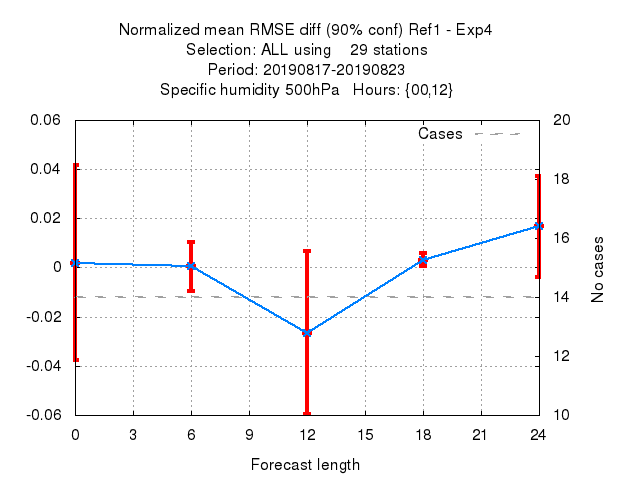 Normalized mean RMSE diff (90% conf) Ref1 - Exp4
Selection: ALL using    29 stations
Period: 20190817-20190823
Specific humidity 500hPa   Hours: {00,12}
Cases
0.06
0.04
0.02
0
-0.02
-0.04
-0.06
20
18
16
14
12
10
No cases
0 3 6 9 12 15 18 21 24
Forecast length